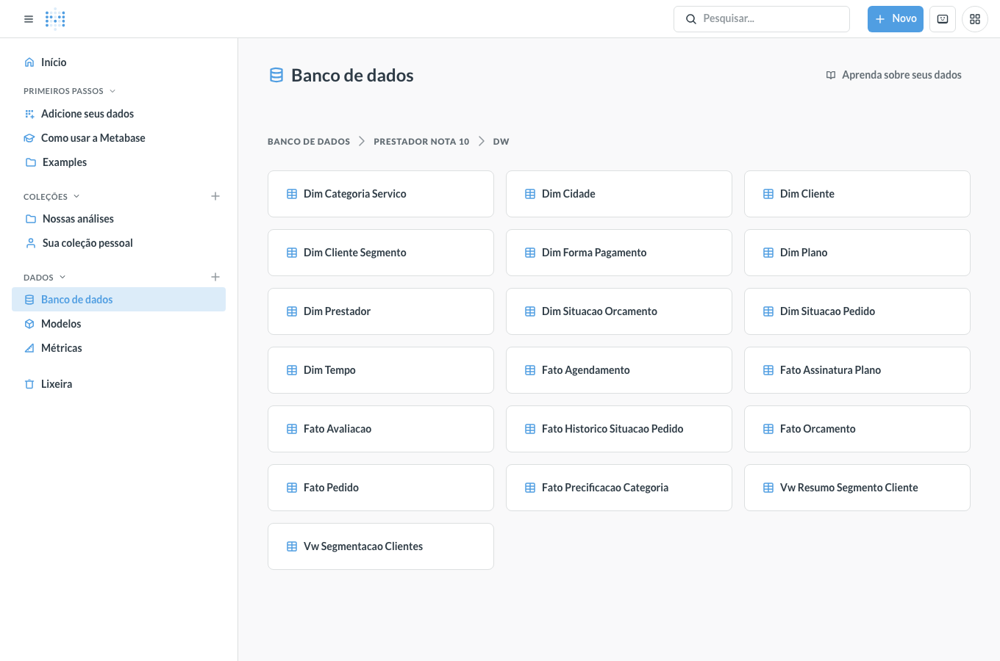 Pesquisar...
Novo
Início
PRIMEIROS PASSOS
Adicione seus dados
Como usar a Metabase
Examples
COLEÇÕES
Nossas análises
Sua coleção pessoal
DADOS
Banco de dados
Modelos
Métricas
Lixeira
Banco de dados
Aprenda sobre seus dados
BANCO DE DADOS PRESTADOR NOTA 10 DW
Dim Categoria Servico
Dim Cidade
Dim Cliente
Dim Cliente Segmento
Dim Forma Pagamento
Dim Plano
Dim Prestador
Dim Situacao Orcamento
Dim Situacao Pedido
Dim Tempo
Fato Agendamento
Fato Assinatura Plano
Fato Avaliacao
Fato Historico Situacao Pedido
Fato Orcamento
Fato Pedido
Fato Precificacao Categoria
Vw Resumo Segmento Cliente
Vw Segmentacao Clientes